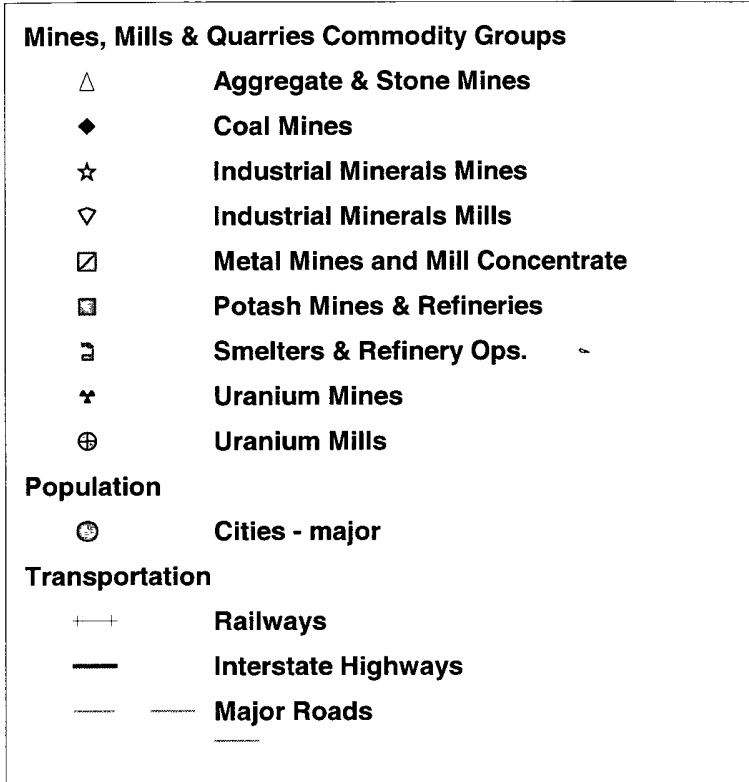 Mines, Mills & Quarries Commodity Groups
Aggregate & Stone Mines
Coal Mines
Industrial Minerals Mines
Industrial Minerals Mills
Metal Mines and Mill Concentrate
Potash Mines & Refineries
Smelters & Refinery Ops.
Uranium Mines
Uranium Mills
Population
Cities - major
Transportation
Railways
Interstate Highways
Major Roads